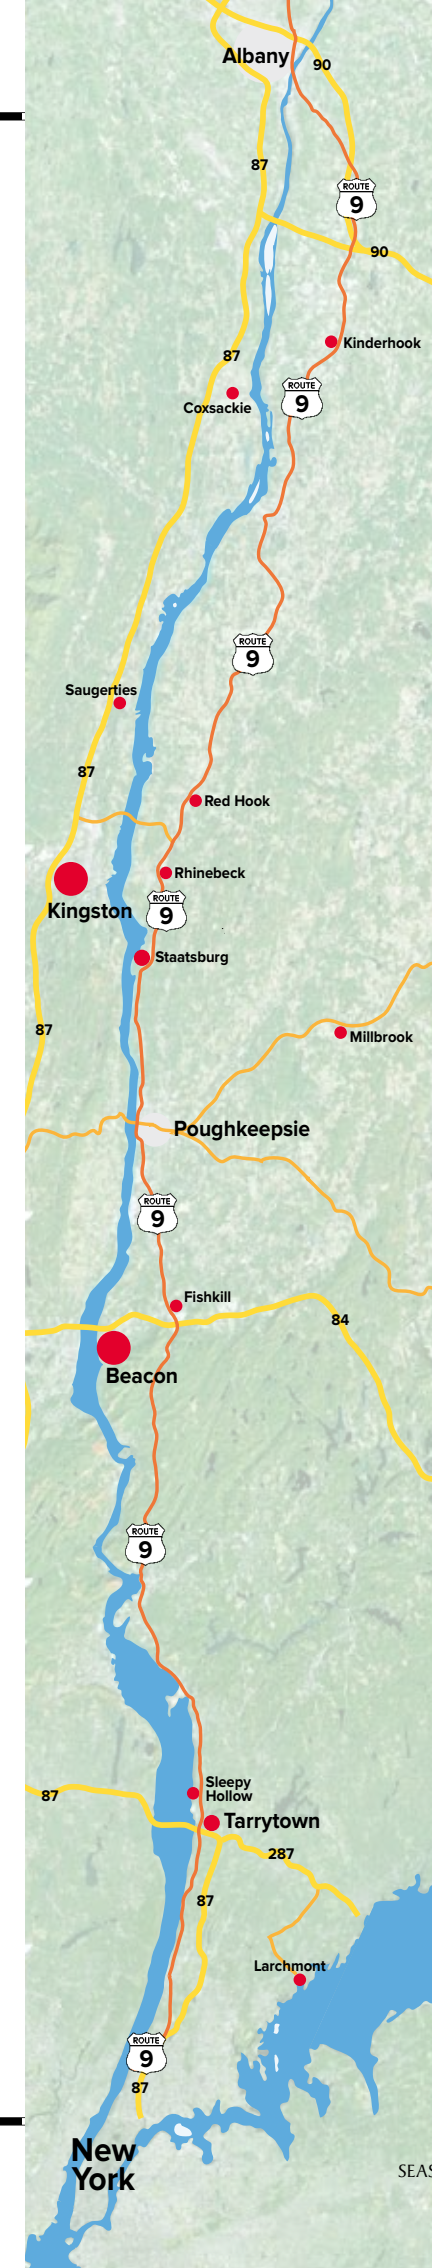 Albany
90
87
ROUTE
9
90
Kinderhook
87
ROUTE
9
Coxsackie
ROUTE
9
Saugerties
87
Red Hook
Rhinebeck
ROUTE
9
Kingston
Staatsburg
87
Millbrook
Poughkeepsie
ROUTE
9
Fishkill
84
Beacon
ROUTE
9
Sleepy
Hollow
87
Tarrytown
287
87
Larchmont
ROUTE
9
87
New
York
SEAS